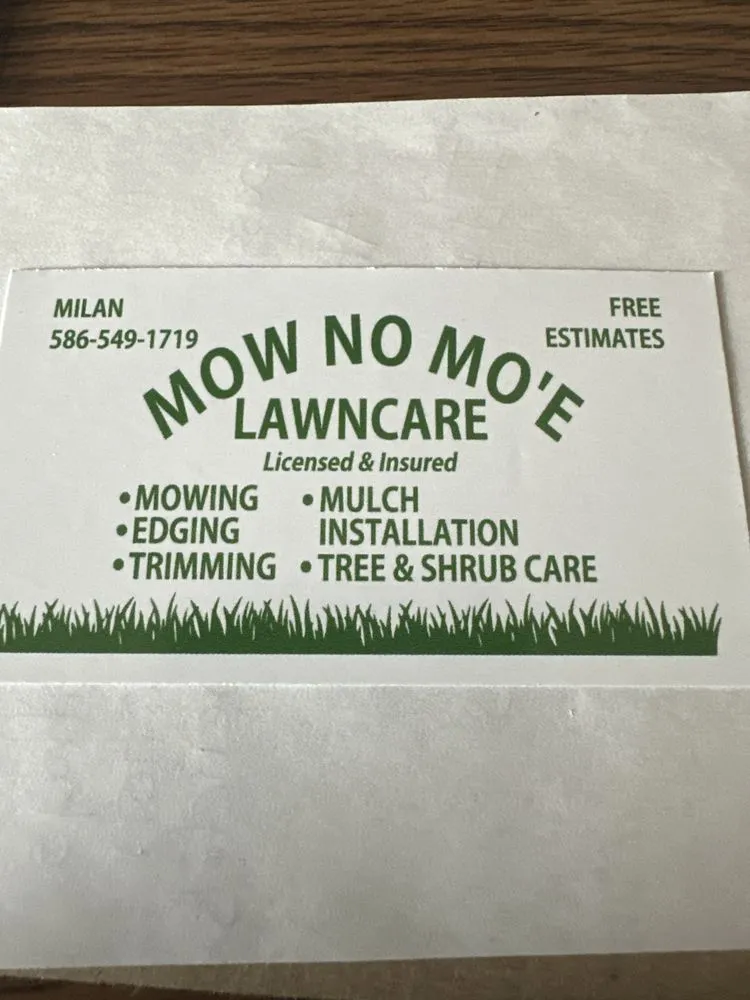 MILAN
586-549-1719
FREE
ESTIMATES
MOW NO MO'E
LAWNCARE
Licensed & Insured
•MOWING
•EDGING
•TRIMMING
•MULCH
INSTALLATION
•TREE & SHRUB CARE